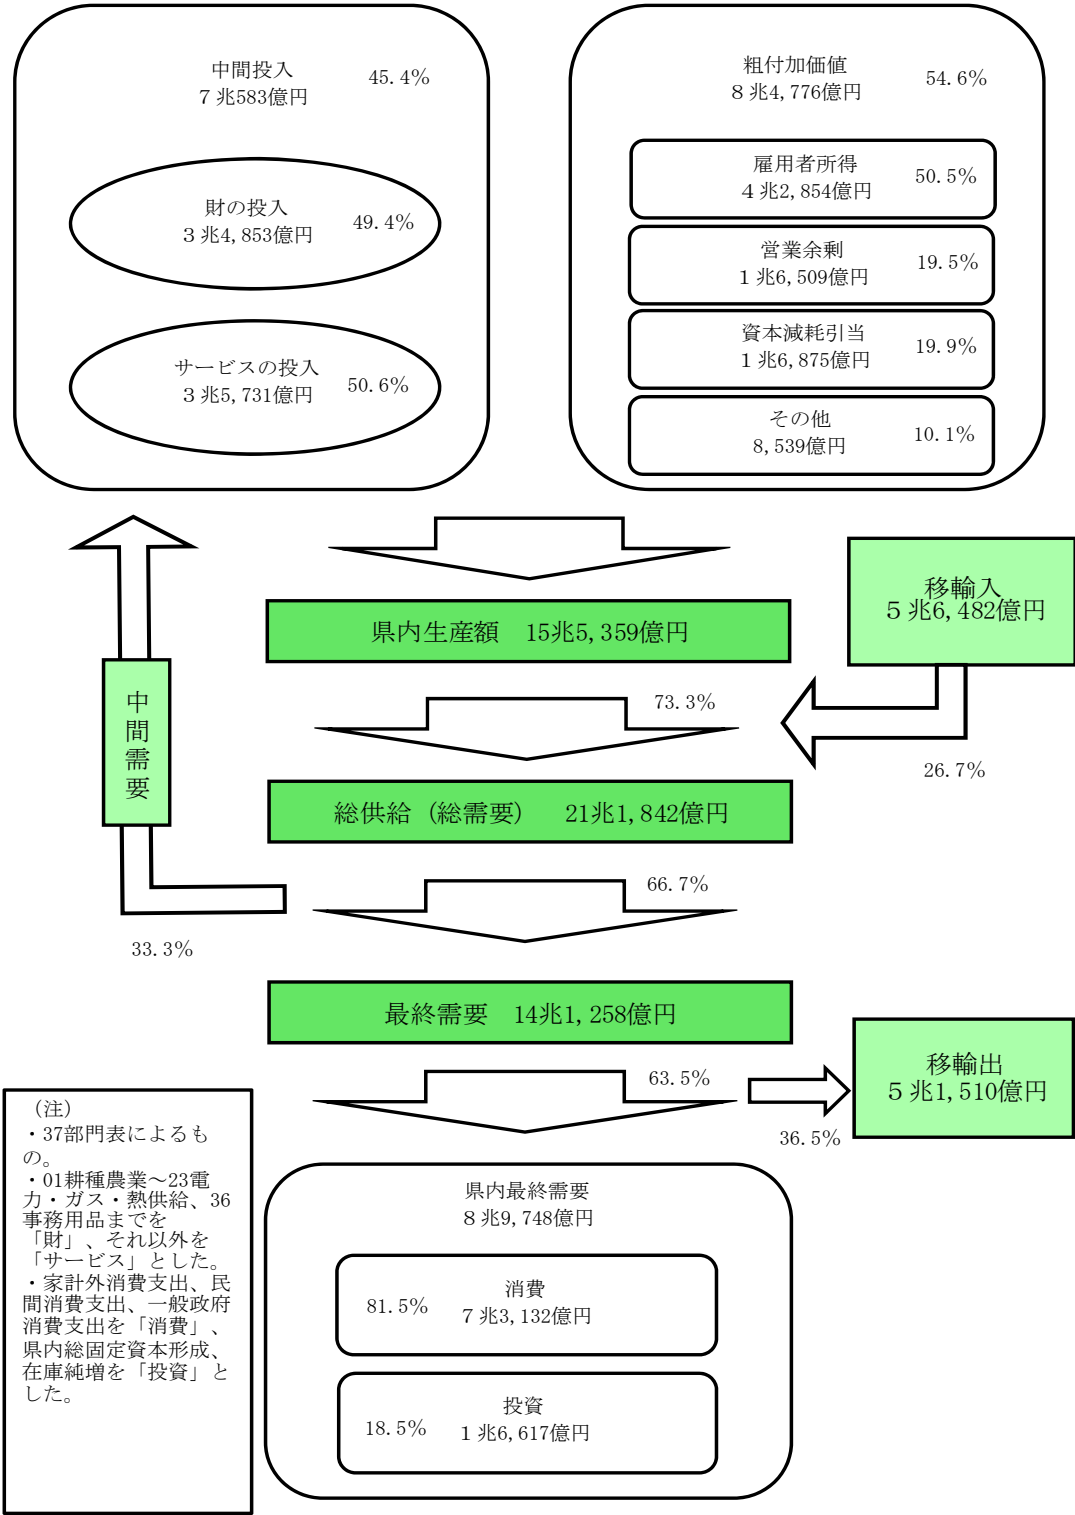 中間投入 45.4%
７兆583億円
財の投入 49.4%
３兆4,853億円
サービスの投入 50.6%
３兆5,731億円
粗付加価値 54.6%
８兆4,776億円
雇用者所得 50.5%
４兆2,854億円
営業余剰 19.5%
１兆6,509億円
資本減耗引当 19.9%
１兆6,875億円
その他 10.1%
8,539億円
移輸入
５兆6,482億円
県内生産額　15兆5,359億円
73.3%
26.7%
中間需要
総供給（総需要）　21兆1,842億円
66.7%
33.3%
最終需要　14兆1,258億円
移輸出
５兆1,510億円
63.5%
36.5%
県内最終需要
８兆9,748億円
消費
81.5% ７兆3,132億円
投資
18.5% １兆6,617億円
（注）
・37部門表によるも
の。
・01耕種農業～23電
力・ガス・熱供給、36
事務用品までを
「財」、それ以外を
「サービス」とした。
・家計外消費支出、民
間消費支出、一般政府
消費支出を「消費」、
県内総固定資本形成、
在庫純増を「投資」と
した。